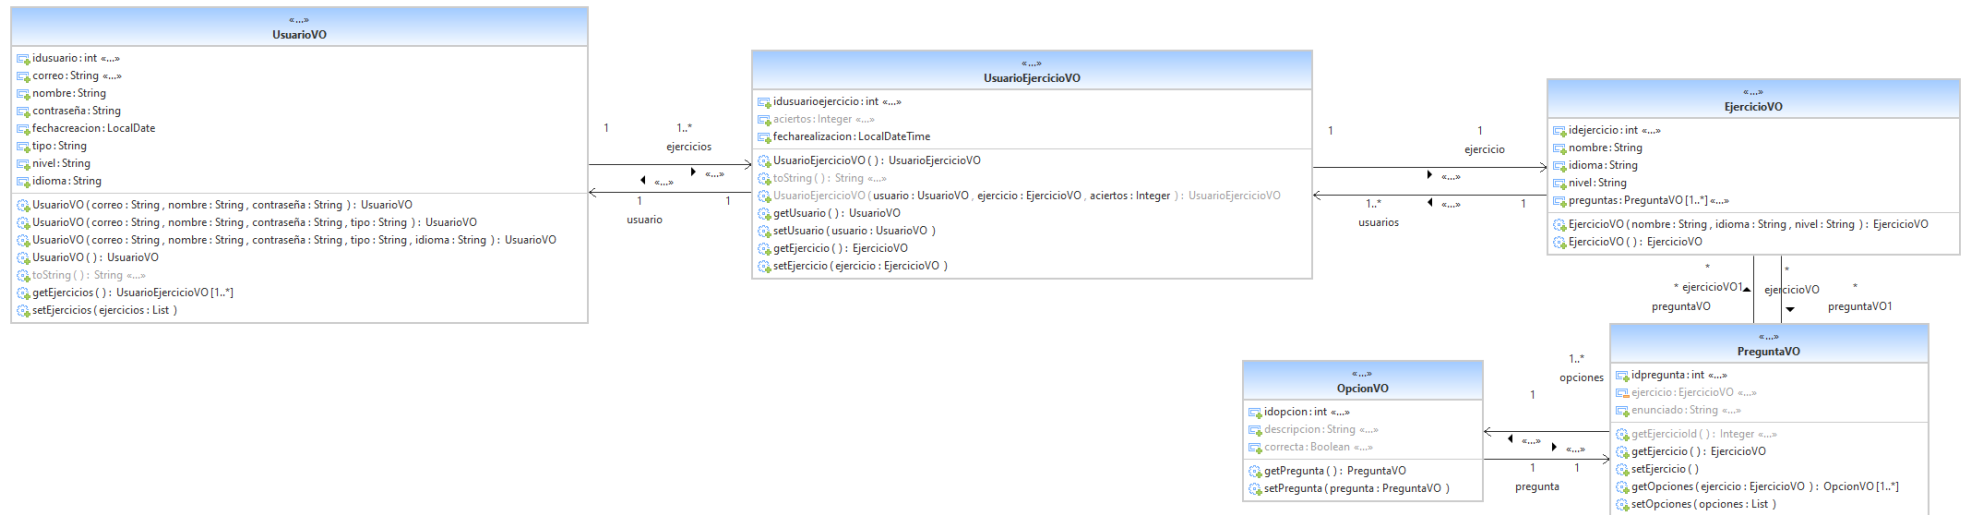 «...»
UsuarioVO
idusuario : int «...»
correo : String «...»
nombre : String
contraseña : String
fechacreacion : LocalDate
tipo : String
nivel : String
idioma : String
UsuarioVO ( correo : String , nombre : String , contraseña : String ) : UsuarioVO
UsuarioVO ( correo : String , nombre : String , contraseña : String , tipo : String ) : UsuarioVO
UsuarioVO ( correo : String , nombre : String , contraseña : String , tipo : String , idioma : String ) : UsuarioVO
UsuarioVO ( ) : UsuarioVO
toString ( ) : String «...»
getEjercicios ( ) : UsuarioEjercicioVO [1..*]
setEjercicios ( ejercicios : List )
1
1..*
ejercicios
«...»
«...»
1
1
usuario
«...»
UsuarioEjercicioVO
idusuarioejercicio : int «...»
aciertos : Integer «...»
fecharealizacion : LocalDateTime
UsuarioEjercicioVO ( ) : UsuarioEjercicioVO
toString ( ) : String «...»
UsuarioEjercicioVO ( usuario : UsuarioVO , ejercicio : EjercicioVO , aciertos : Integer ) : UsuarioEjercicioVO
getUsuario ( ) : UsuarioVO
setUsuario ( usuario : UsuarioVO )
getEjercicio ( ) : EjercicioVO
setEjercicio ( ejercicio : EjercicioVO )
1
1
ejercicio
«...»
1..*
«...»
1
usuarios
«...»
EjercicioVO
idejercicio : int «...»
nombre : String
idioma : String
nivel : String
preguntas : PreguntaVO [1..*] «...»
EjercicioVO ( nombre : String , idioma : String , nivel : String ) : EjercicioVO
EjercicioVO ( ) : EjercicioVO
*
*
* ejercicioVO1
ejercicioVO
*
preguntaVO
preguntaVO1
«...»
PreguntaVO
idpregunta : int «...»
ejercicio : EjercicioVO «...»
enunciado : String «...»
getEjercicioId ( ) : Integer «...»
getEjercicio ( ) : EjercicioVO
setEjercicio ( )
getOpciones ( ejercicio : EjercicioVO ) : OpcionVO [1..*]
setOpciones ( opciones : List )
1..*
opciones
1
«...»
«...»
1
1
pregunta
«...»
OpcionVO
idopcion : int «...»
descripcion : String «...»
correcta : Boolean «...»
getPregunta ( ) : PreguntaVO
setPregunta ( pregunta : PreguntaVO )